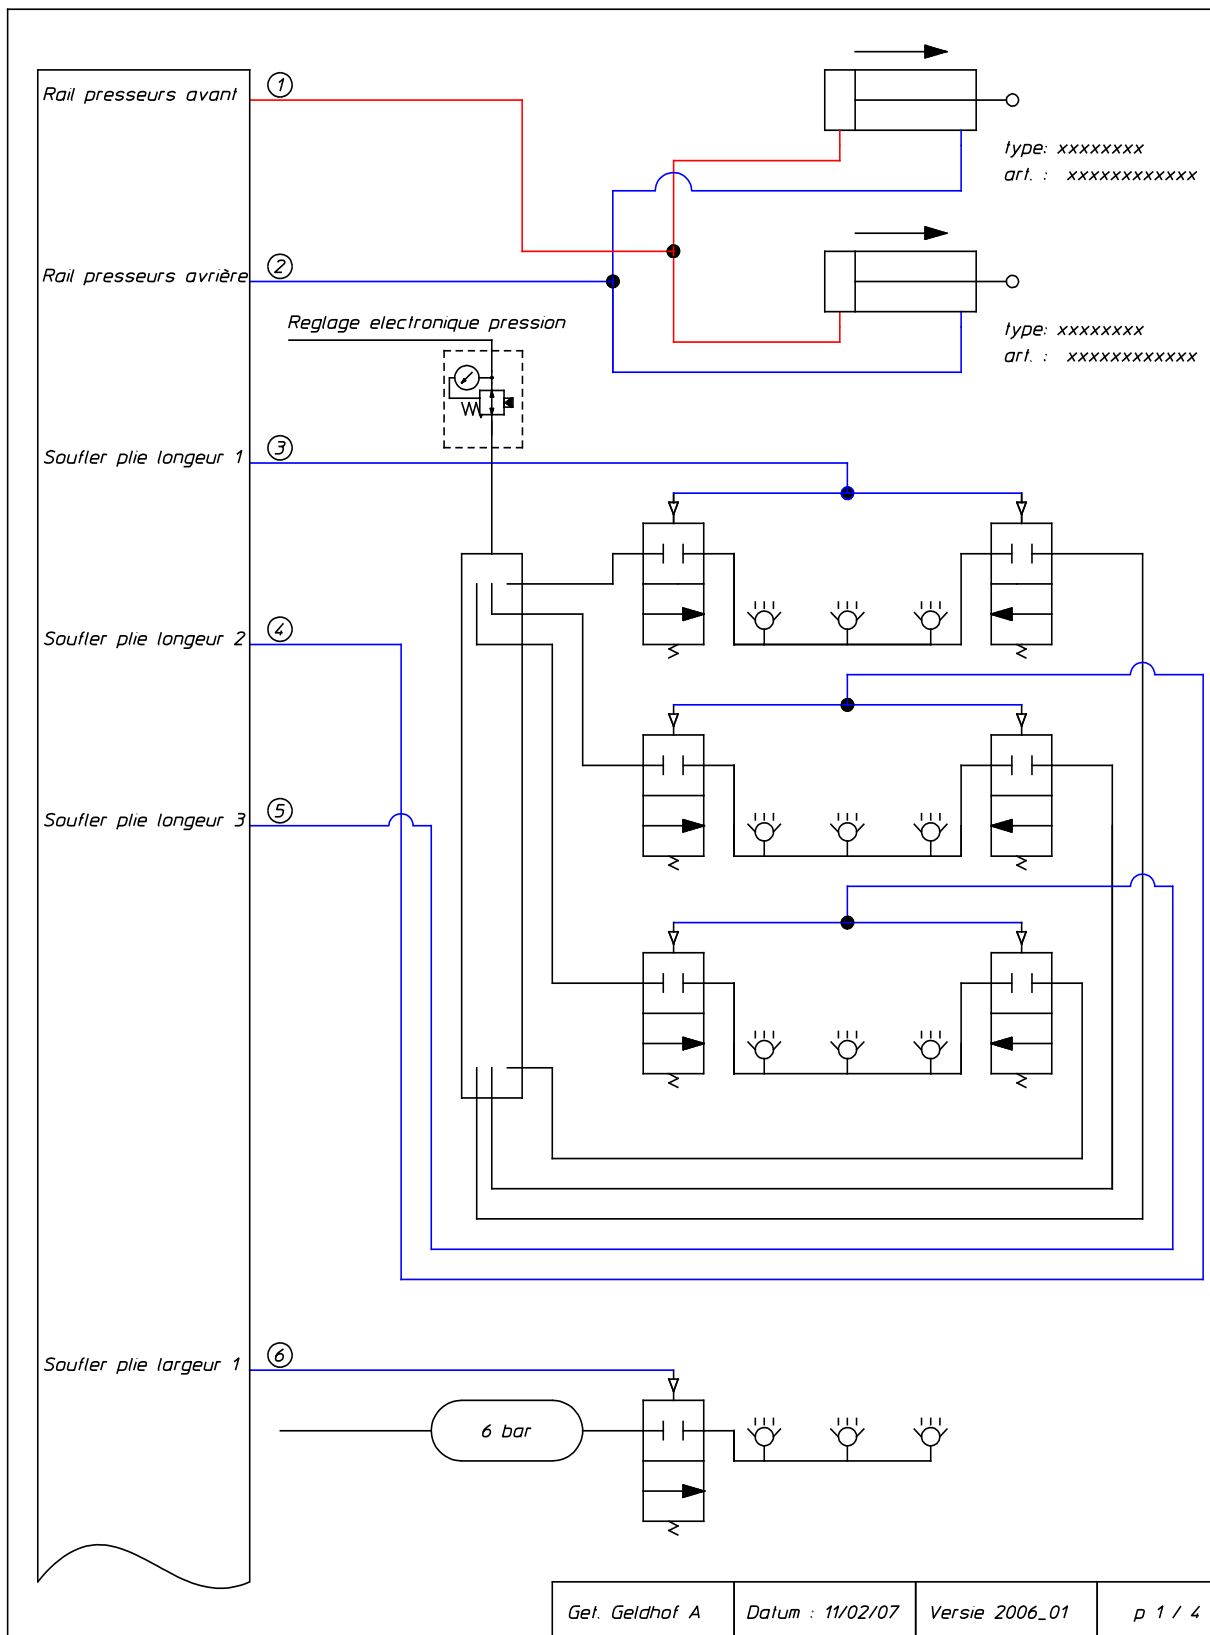 Rail presseurs avant
1
type: xxxxxxxx
art. : xxxxxxxxxxxx
Rail presseurs avrière
2
Reglage electronique pression
type: xxxxxxxx
art. : xxxxxxxxxxxx
Soufler plie longeur 1
3
Soufler plie longeur 2
4
Soufler plie longeur 3
5
Soufler plie largeur 1
6
6 bar
Get. Geldhof A
Datum : 11/02/07
Versie 2006_01
p 1 / 4